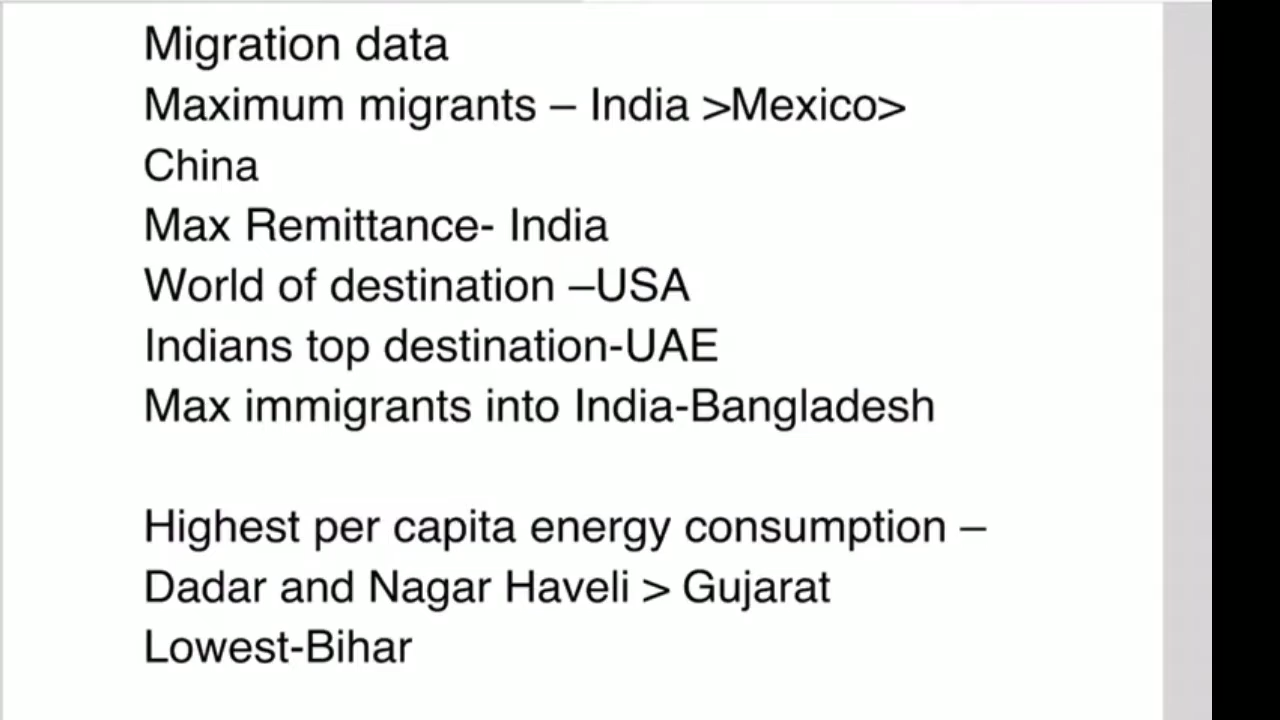 Migration data
Maximum migrants – India >Mexico>
China
Max Remittance- India
World of destination –USA
Indians top destination-UAE
Max immigrants into India-Bangladesh
Highest per capita energy consumption –
Dadar and Nagar Haveli > Gujarat
Lowest-Bihar